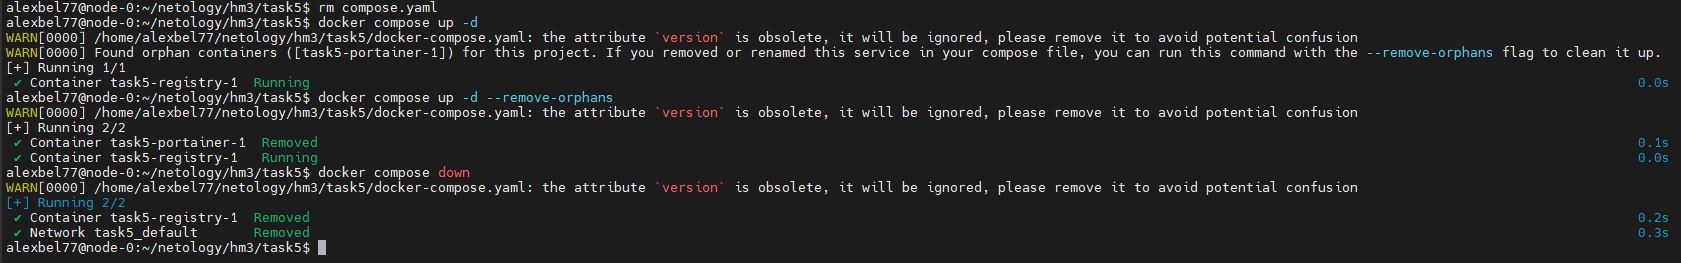 alexbel77@node-0:~/netology/hm3/task5$ rm compose.yaml
alexbel77@node-0:~/netology/hm3/task5$ docker compose up -d
WARN[0000] /home/alexbel77/netology/hm3/task5/docker-compose.yaml: the attribute `version` is obsolete, it will be ignored, please remove it to avoid potential confusion
WARN[0000] Found orphan containers ([task5-portainer-1]) for this project. If you removed or renamed this service in your compose file, you can run this command with the --remove-orphans flag to clean it up.
[+] Running 1/1
✔ Container task5-registry-1  Running 0.0s
alexbel77@node-0:~/netology/hm3/task5$ docker compose up -d --remove-orphans
WARN[0000] /home/alexbel77/netology/hm3/task5/docker-compose.yaml: the attribute `version` is obsolete, it will be ignored, please remove it to avoid potential confusion
[+] Running 2/2
✔ Container task5-portainer-1  Removed 0.1s
✔ Container task5-registry-1   Running 0.0s
alexbel77@node-0:~/netology/hm3/task5$ docker compose down
WARN[0000] /home/alexbel77/netology/hm3/task5/docker-compose.yaml: the attribute `version` is obsolete, it will be ignored, please remove it to avoid potential confusion
[+] Running 2/2
✔ Container task5-registry-1  Removed 0.2s
✔ Network task5_default       Removed 0.3s
alexbel77@node-0:~/netology/hm3/task5$